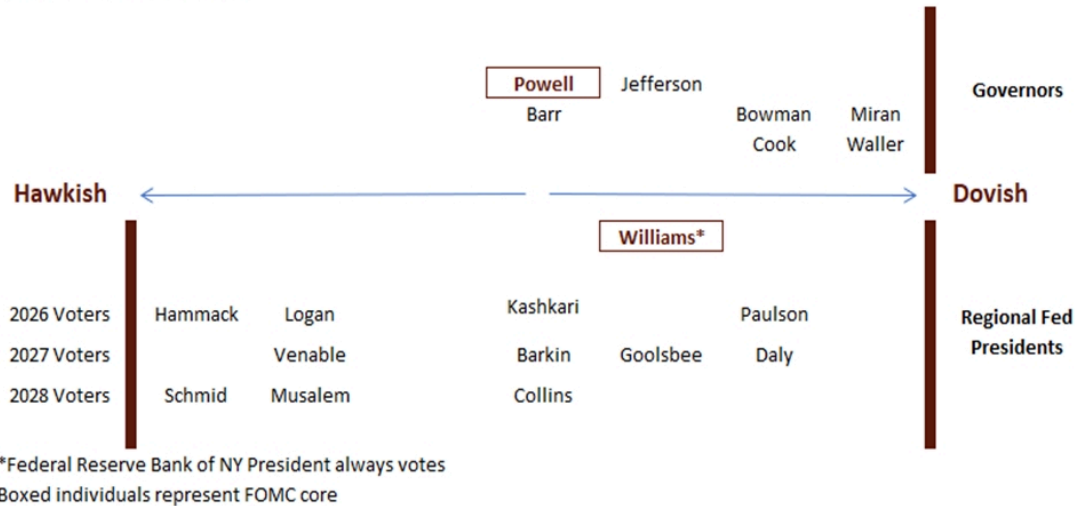 Powell Jefferson
Governors
Barr Bowman Miran
Cook Waller
Hawkish Dovish
Williams*
2026 Voters Hammack Logan Kashkari Paulson
Regional Fed
Presidents
2027 Voters Venable Barkin Goolsbee Daly
2028 Voters Schmid Musalem Collins
*Federal Reserve Bank of NY President always votes
Boxed individuals represent FOMC core